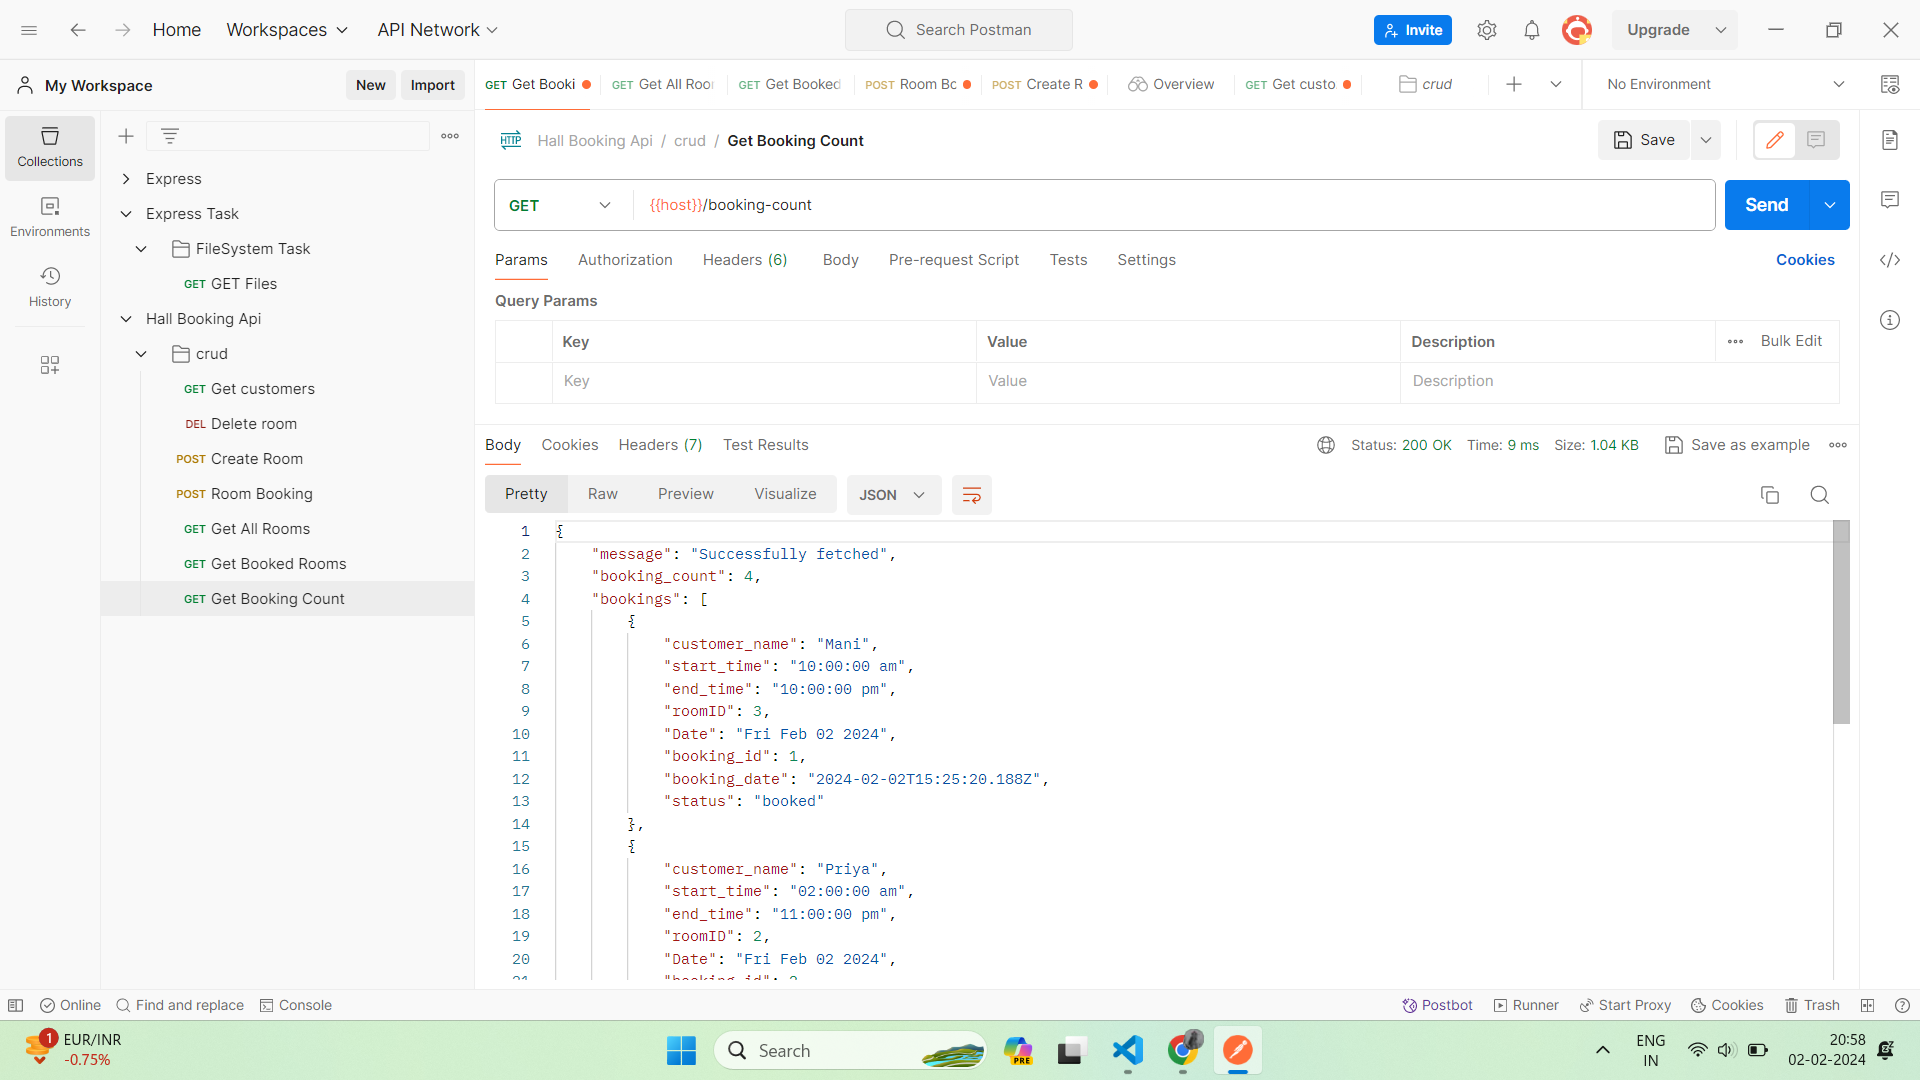 Home
Workspaces
API Network
Search Postman
Invite
Upgrade
My Workspace
New
Import
GET Get Booki
GET Get All Roor
GET Get Booked
POST Room Bo
POST Create R
Overview
GET Get custo
crud
No Environment
Collections
Environments
History
Express
Express Task
FileSystem Task
GET GET Files
Hall Booking Api
crud
GET Get customers
DEL Delete room
POST Create Room
POST Room Booking
GET Get All Rooms
GET Get Booked Rooms
GET Get Booking Count
HTTP Hall Booking Api / crud / Get Booking Count
Save
GET
{{host}}/booking-count
Send
Params
Authorization
Headers (6)
Body
Pre-request Script
Tests
Settings
Cookies
Query Params
Key
Value
Description
Bulk Edit
Key
Value
Description
Body
Cookies
Headers (7)
Test Results
Status: 200 OK
Time: 9 ms
Size: 1.04 KB
Save as example
Pretty
Raw
Preview
Visualize
JSON
1 {
2 "message": "Successfully fetched",
3 "booking_count": 4,
4 "bookings": [
5 {
6 "customer_name": "Mani",
7 "start_time": "10:00:00 am",
8 "end_time": "10:00:00 pm",
9 "roomID": 3,
10 "Date": "Fri Feb 02 2024",
11 "booking_id": 1,
12 "booking_date": "2024-02-02T15:25:20.188Z",
13 "status": "booked"
14 },
15 {
16 "customer_name": "Priya",
17 "start_time": "02:00:00 am",
18 "end_time": "11:00:00 pm",
19 "roomID": 2,
20 "Date": "Fri Feb 02 2024",
21 "booking_id": 2
Online
Find and replace
Console
Postbot
Runner
Start Proxy
Cookies
Trash
1
EUR/INR
-0.75%
Search
PRE
ENG
IN
20:58
02-02-2024